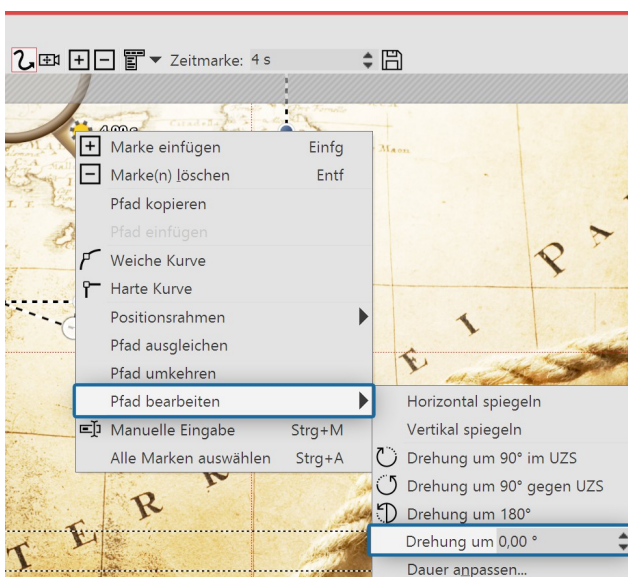 Zeitmarke: 4 s
Marke einfügen Einfg
Marke(n) löschen Entf
Pfad kopieren
Pfad einfügen
Weiche Kurve
Harte Kurve
Positionsrahmen
Pfad ausgleichen
Pfad umkehren
Pfad bearbeiten
Manuelle Eingabe Strg+M
Alle Marken auswählen Strg+A
Horizontal spiegeln
Vertikal spiegeln
Drehung um 90° im UZS
Drehung um 90° gegen UZS
Drehung um 180°
Drehung um 0,00 °
Dauer anpassen...
E I P A
T E R R